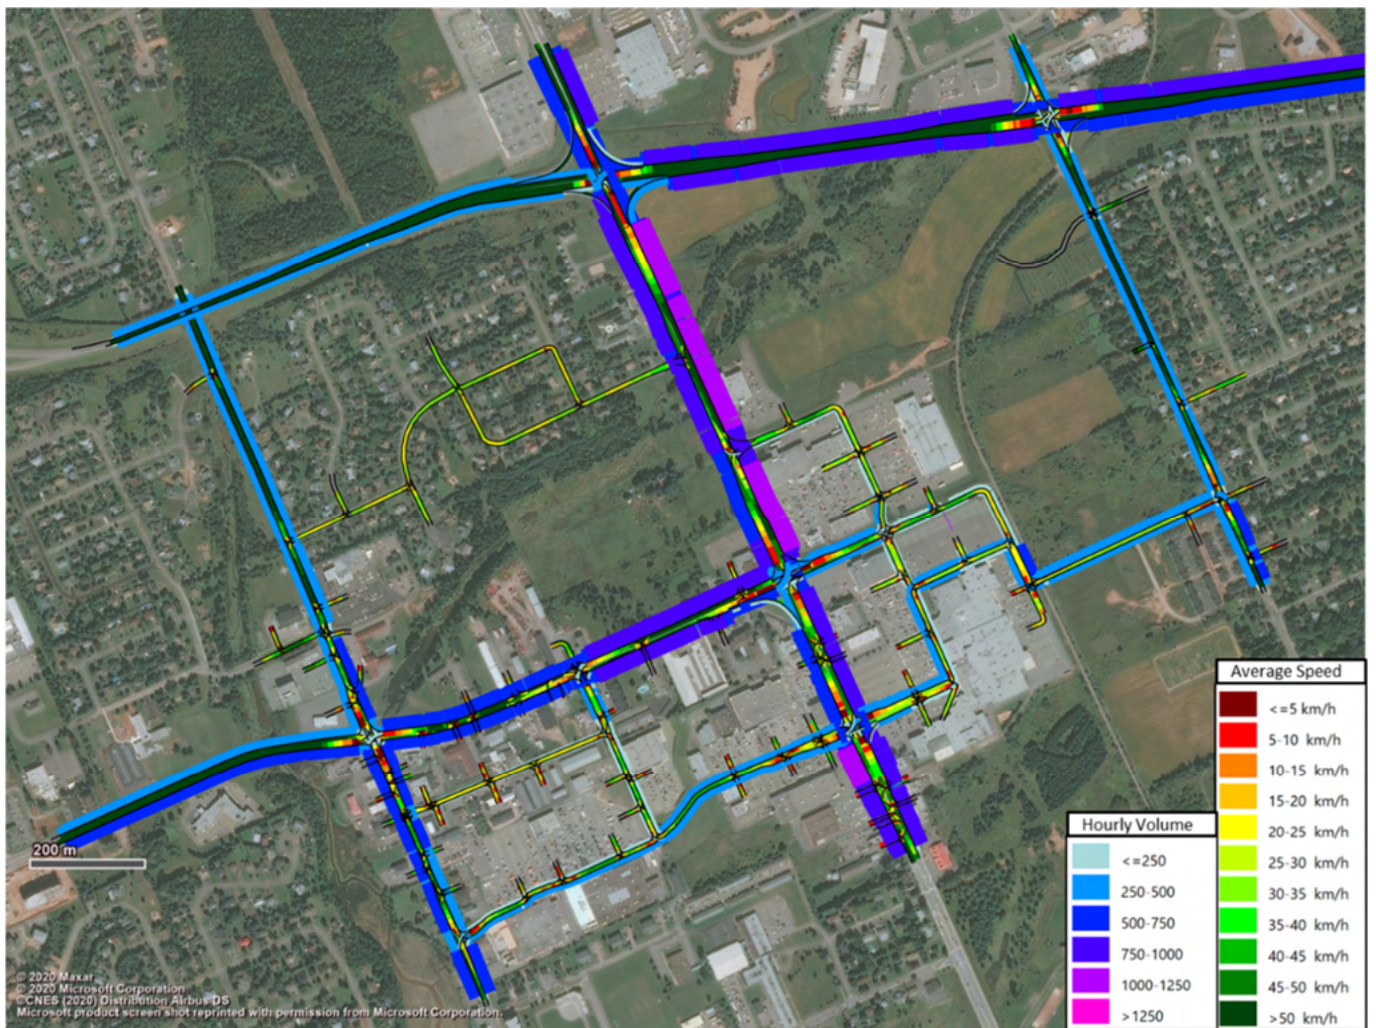 Average Speed
<=5 km/h
5-10 km/h
10-15 km/h
15-20 km/h
20-25 km/h
25-30 km/h
30-35 km/h
35-40 km/h
40-45 km/h
45-50 km/h
>50 km/h
Hourly Volume
<=250
250-500
500-750
750-1000
1000-1250
>1250
200 m
© 2020 Maxar
© 2020 Microsoft Corporation
©CNES (2020) Distribution Airbus DS
Microsoft product screen shot reprinted with permission from Microsoft Corporation.